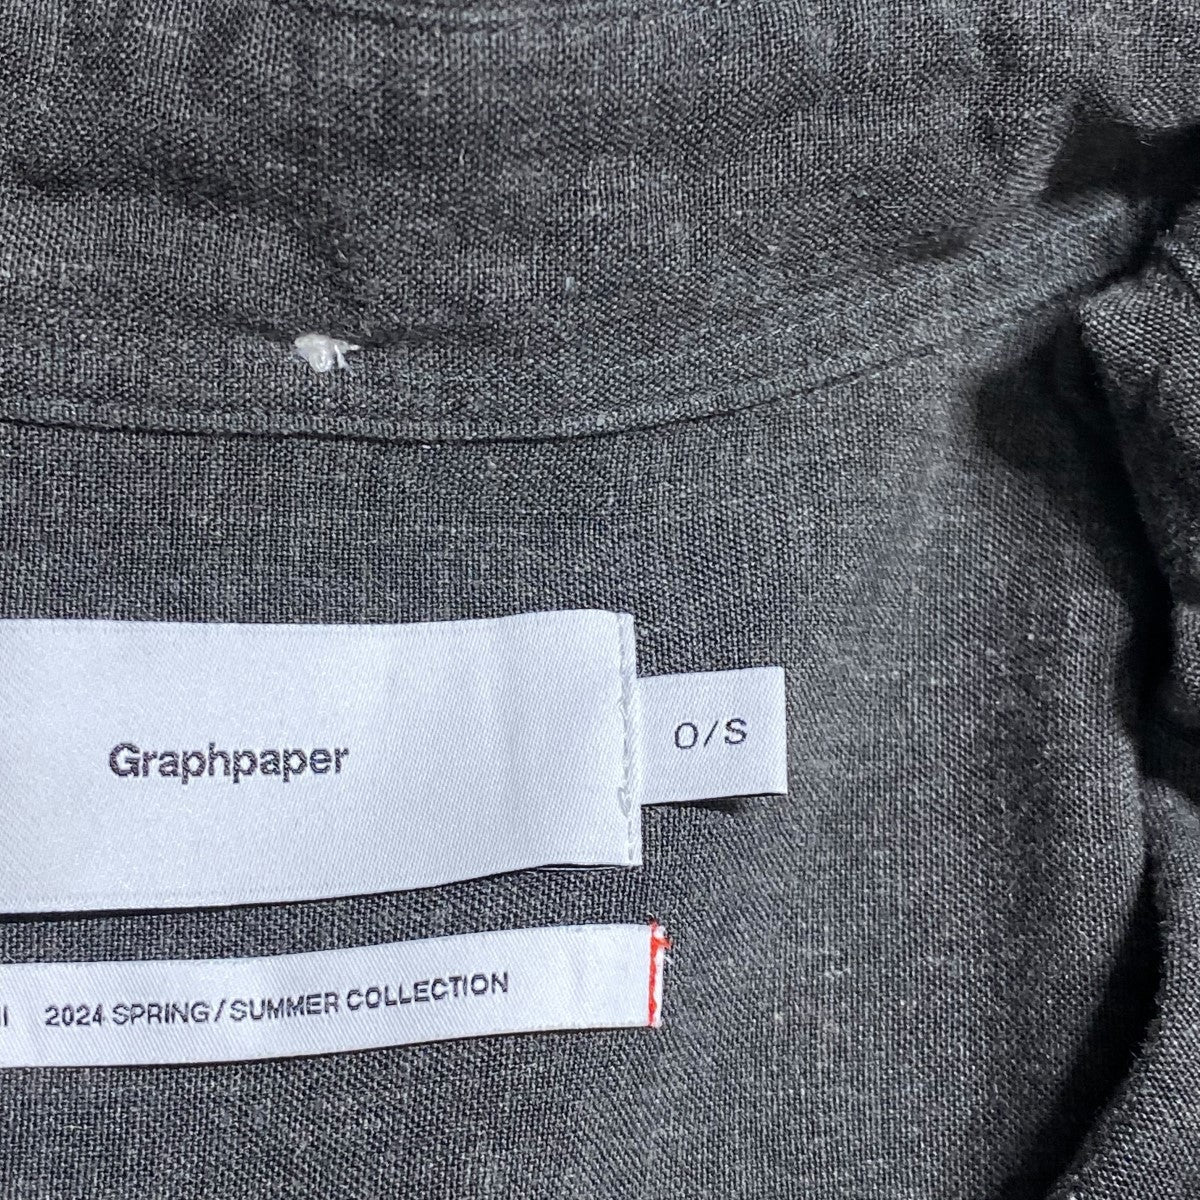 Graphpaper
O/S
2024 SPRING/SUMMER COLLECTION